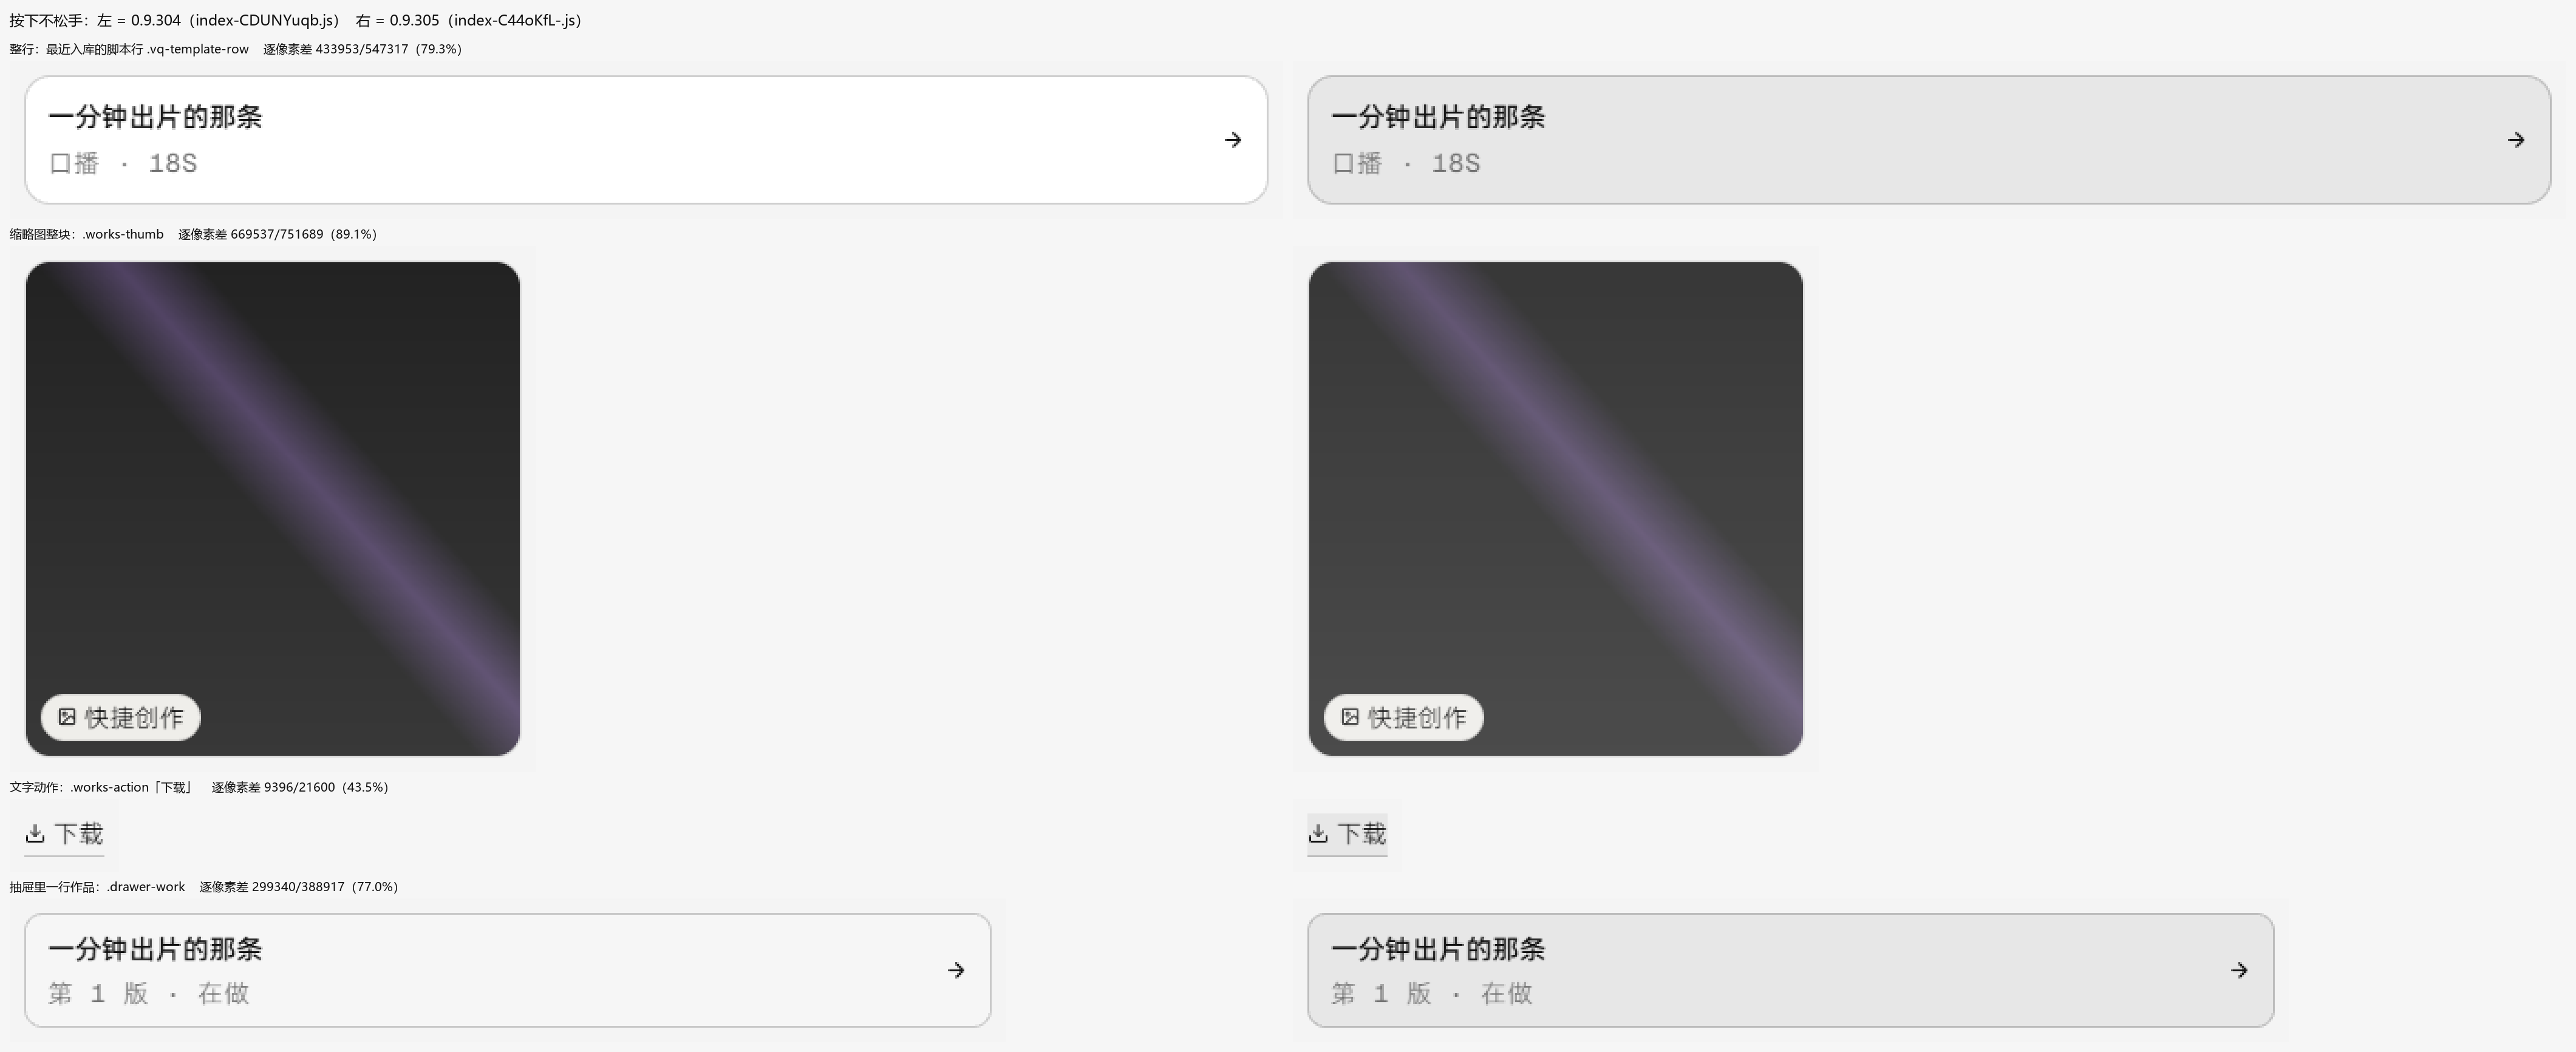 按下不松手：左 = 0.9.304（index-CDUNYuqb.js） 右 = 0.9.305（index-C44oKfL-.js）
整行：最近入库的脚本行 .vq-template-row 逐像素差 433953/547317（79.3%）
一分钟出片的那条
口播 · 18S
→
一分钟出片的那条
口播 · 18S
→
缩略图整块：.works-thumb 逐像素差 669537/751689（89.1%）
快捷创作
快捷创作
文字动作：.works-action「下载」 逐像素差 9396/21600（43.5%）
下载
下载
抽屉里一行作品：.drawer-work 逐像素差 299340/388917（77.0%）
一分钟出片的那条
第 1 版 · 在做
→
一分钟出片的那条
第 1 版 · 在做
→